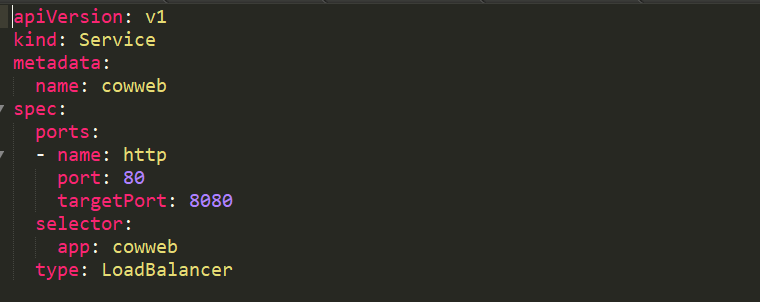 apiVersion: v1
kind: Service
metadata:
  name: cowweb
spec:
  ports:
  - name: http
    port: 80
    targetPort: 8080
  selector:
    app: cowweb
  type: LoadBalancer